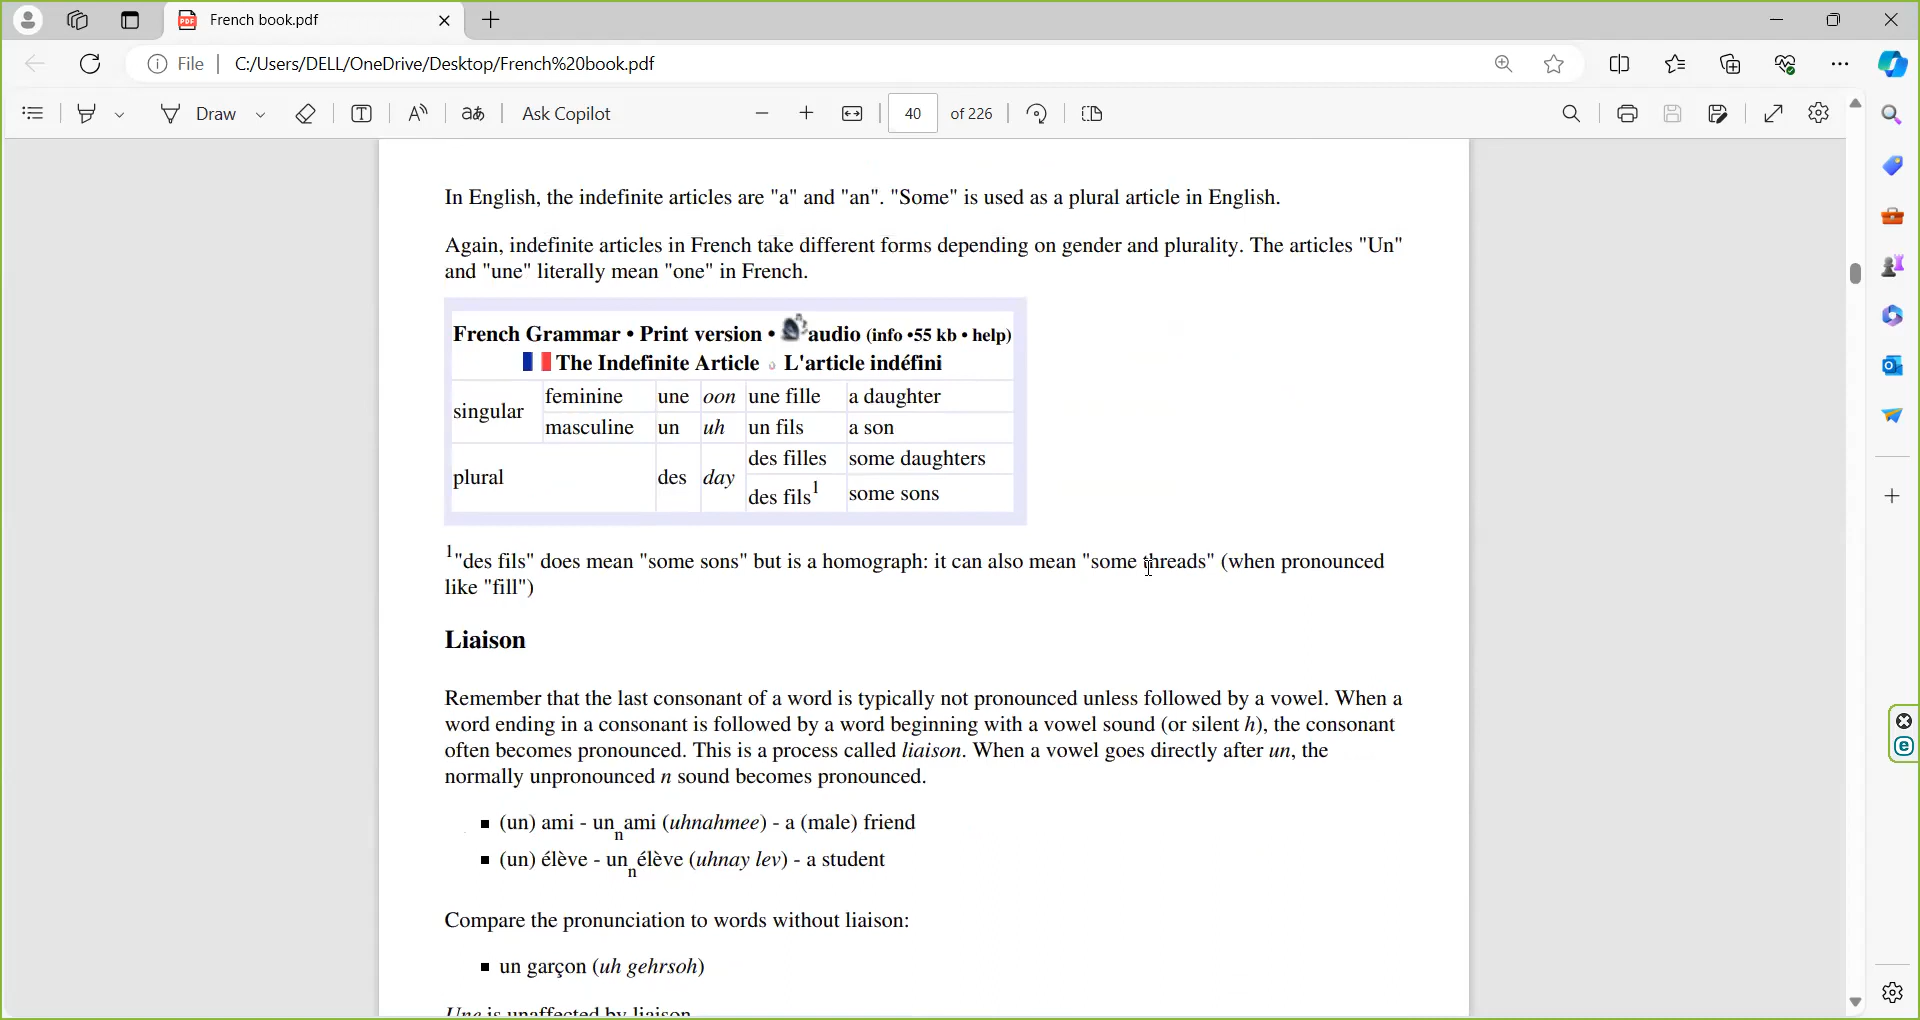 French book.pdf
File
C:/Users/DELL/OneDrive/Desktop/French%20book.pdf
Draw
aあ
Ask Copilot
40 of 226
In English, the indefinite articles are "a" and "an". "Some" is used as a plural article in English.
Again, indefinite articles in French take different forms depending on gender and plurality. The articles "Un"
and "une" literally mean "one" in French.
French Grammar • Print version • audio (info •55 kb • help)
The Indefinite Article L'article indéfini
singular feminine une oon une fille a daughter
masculine un uh un fils a son
plural des day des filles some daughters
des fils1 some sons
1"des fils" does mean "some sons" but is a homograph: it can also mean "some threads" (when pronounced
like "fill")
Liaison
Remember that the last consonant of a word is typically not pronounced unless followed by a vowel. When a
word ending in a consonant is followed by a word beginning with a vowel sound (or silent h), the consonant
often becomes pronounced. This is a process called liaison. When a vowel goes directly after un, the
normally unpronounced n sound becomes pronounced.
▪ (un) ami - un n ami (uhnahmee) - a (male) friend
▪ (un) élève - un n élève (uhnay lev) - a student
Compare the pronunciation to words without liaison:
▪ un garçon (uh gehrsoh)
Une is unaffected by liaison.